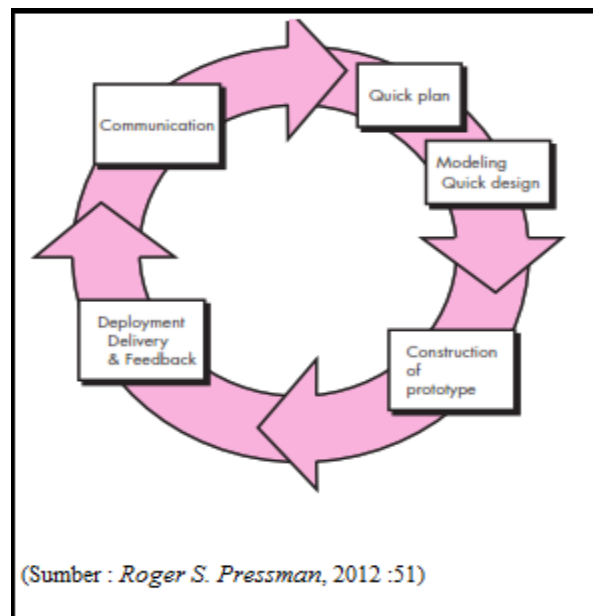 Communication
Quick plan
Modeling
Quick design
Construction
of
prototype
Deployment
Delivery
& Feedback
(Sumber : Roger S. Pressman, 2012 :51)